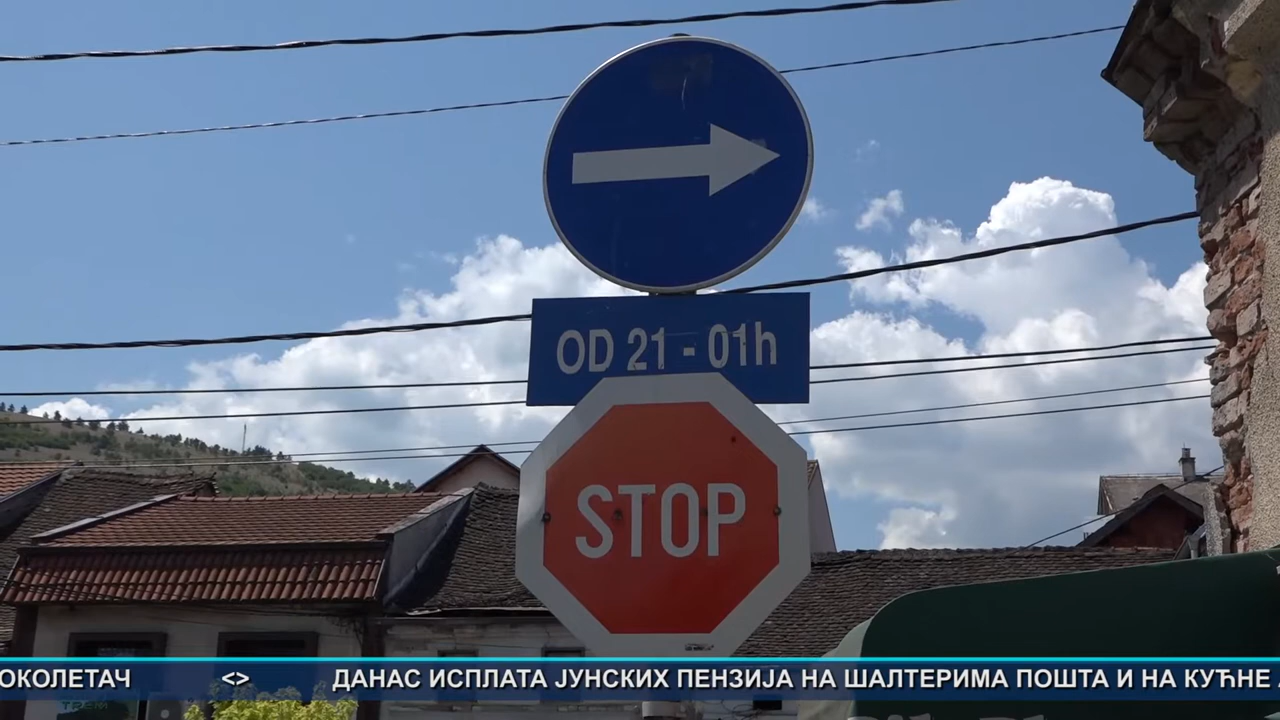 OD 21 - 01h
STOP
ОКОЛЕТАЧ <> ДАНАС ИСПЛАТА ЈУНСКИХ ПЕНЗИЈА НА ШАЛТЕРИМА ПОШТА И НА КУЋНЕ